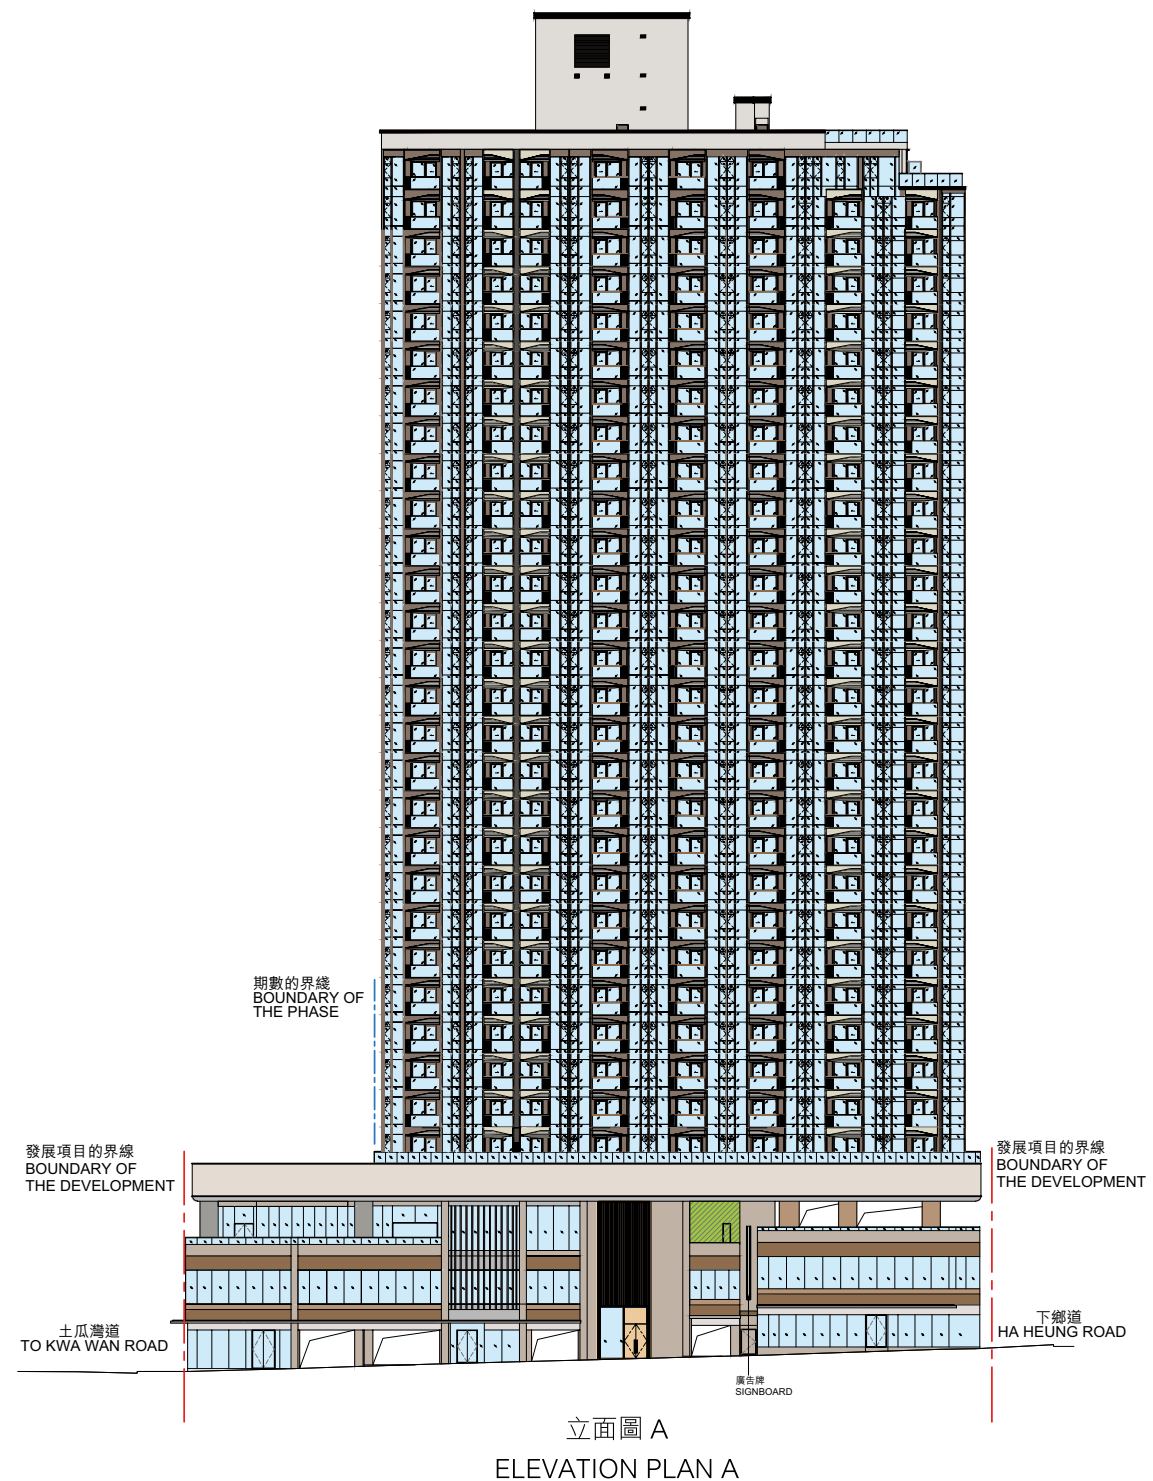 期數的界綫
BOUNDARY OF
THE PHASE
發展項目的界線
BOUNDARY OF
THE DEVELOPMENT
發展項目的界線
BOUNDARY OF
THE DEVELOPMENT
土瓜灣道
TO KWA WAN ROAD
下鄉道
HA HEUNG ROAD
廣告牌
SIGNBOARD
立面圖 A
ELEVATION PLAN A